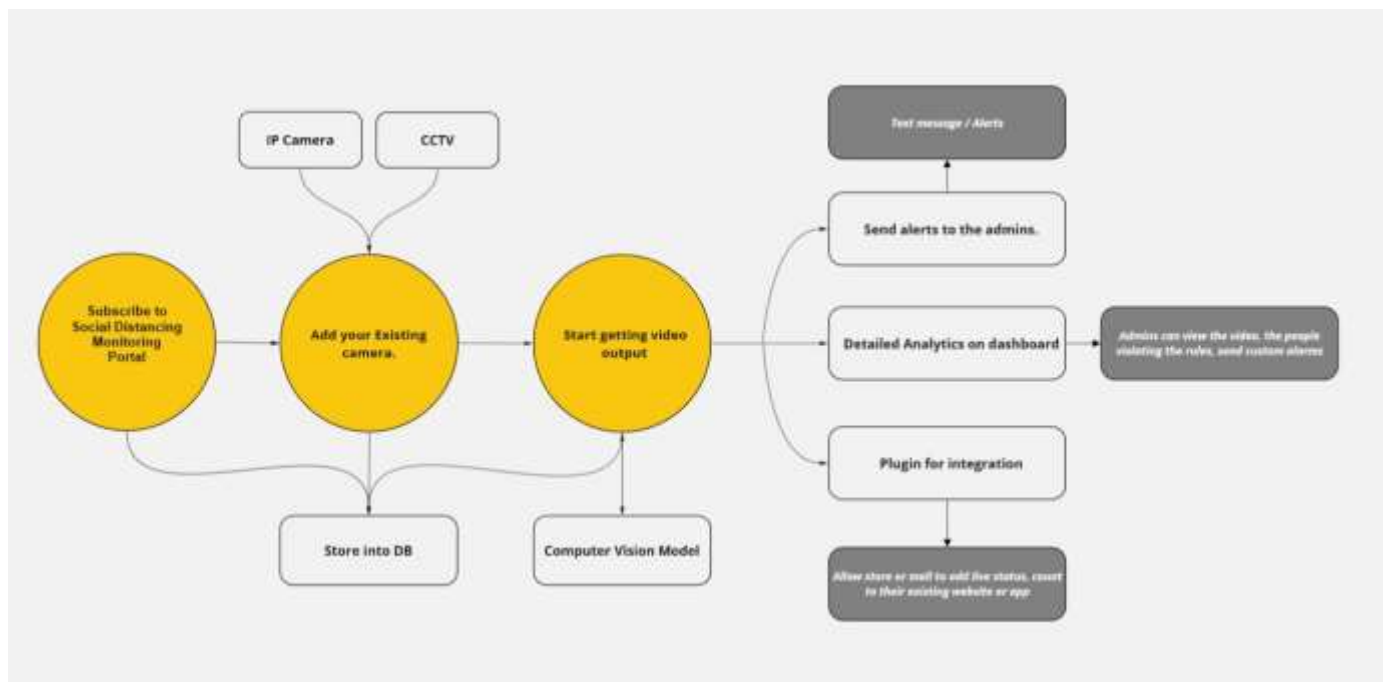 IP Camera
CCTV
Text message / Alerts
Send alerts to the admins.
Subscribe to
Social Distancing
Monitoring
Portal
Add your Existing
camera.
Start getting video
output
Detailed Analytics on dashboard
Admins can view the video, the people
violating the rules, send custom
Plugin for integration
Store into DB
Computer Vision Model
Allow store or mall to add live status, count
to their existing website or app